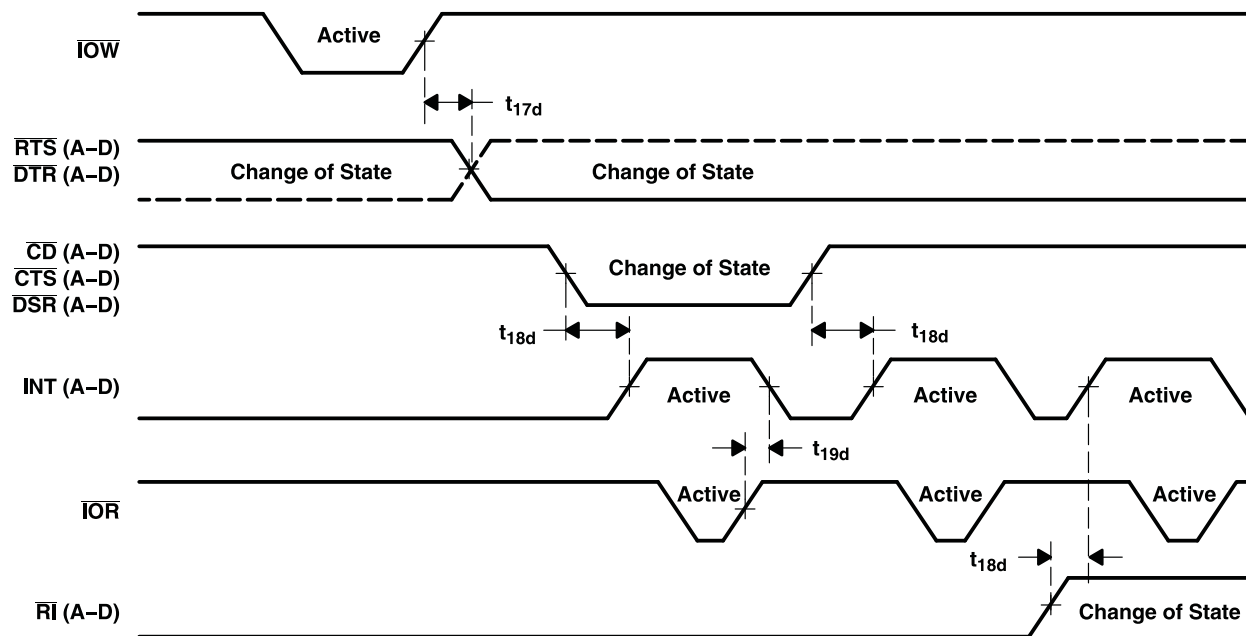 Active
IOW
t17d
RTS (A–D)
DTR (A–D)
Change of State
Change of State
CD (A–D)
CTS (A–D)
DSR (A–D)
Change of State
t18d
t18d
INT (A–D)
Active
Active
Active
t19d
IOR
Active
Active
Active
t18d
RI (A–D)
Change of State